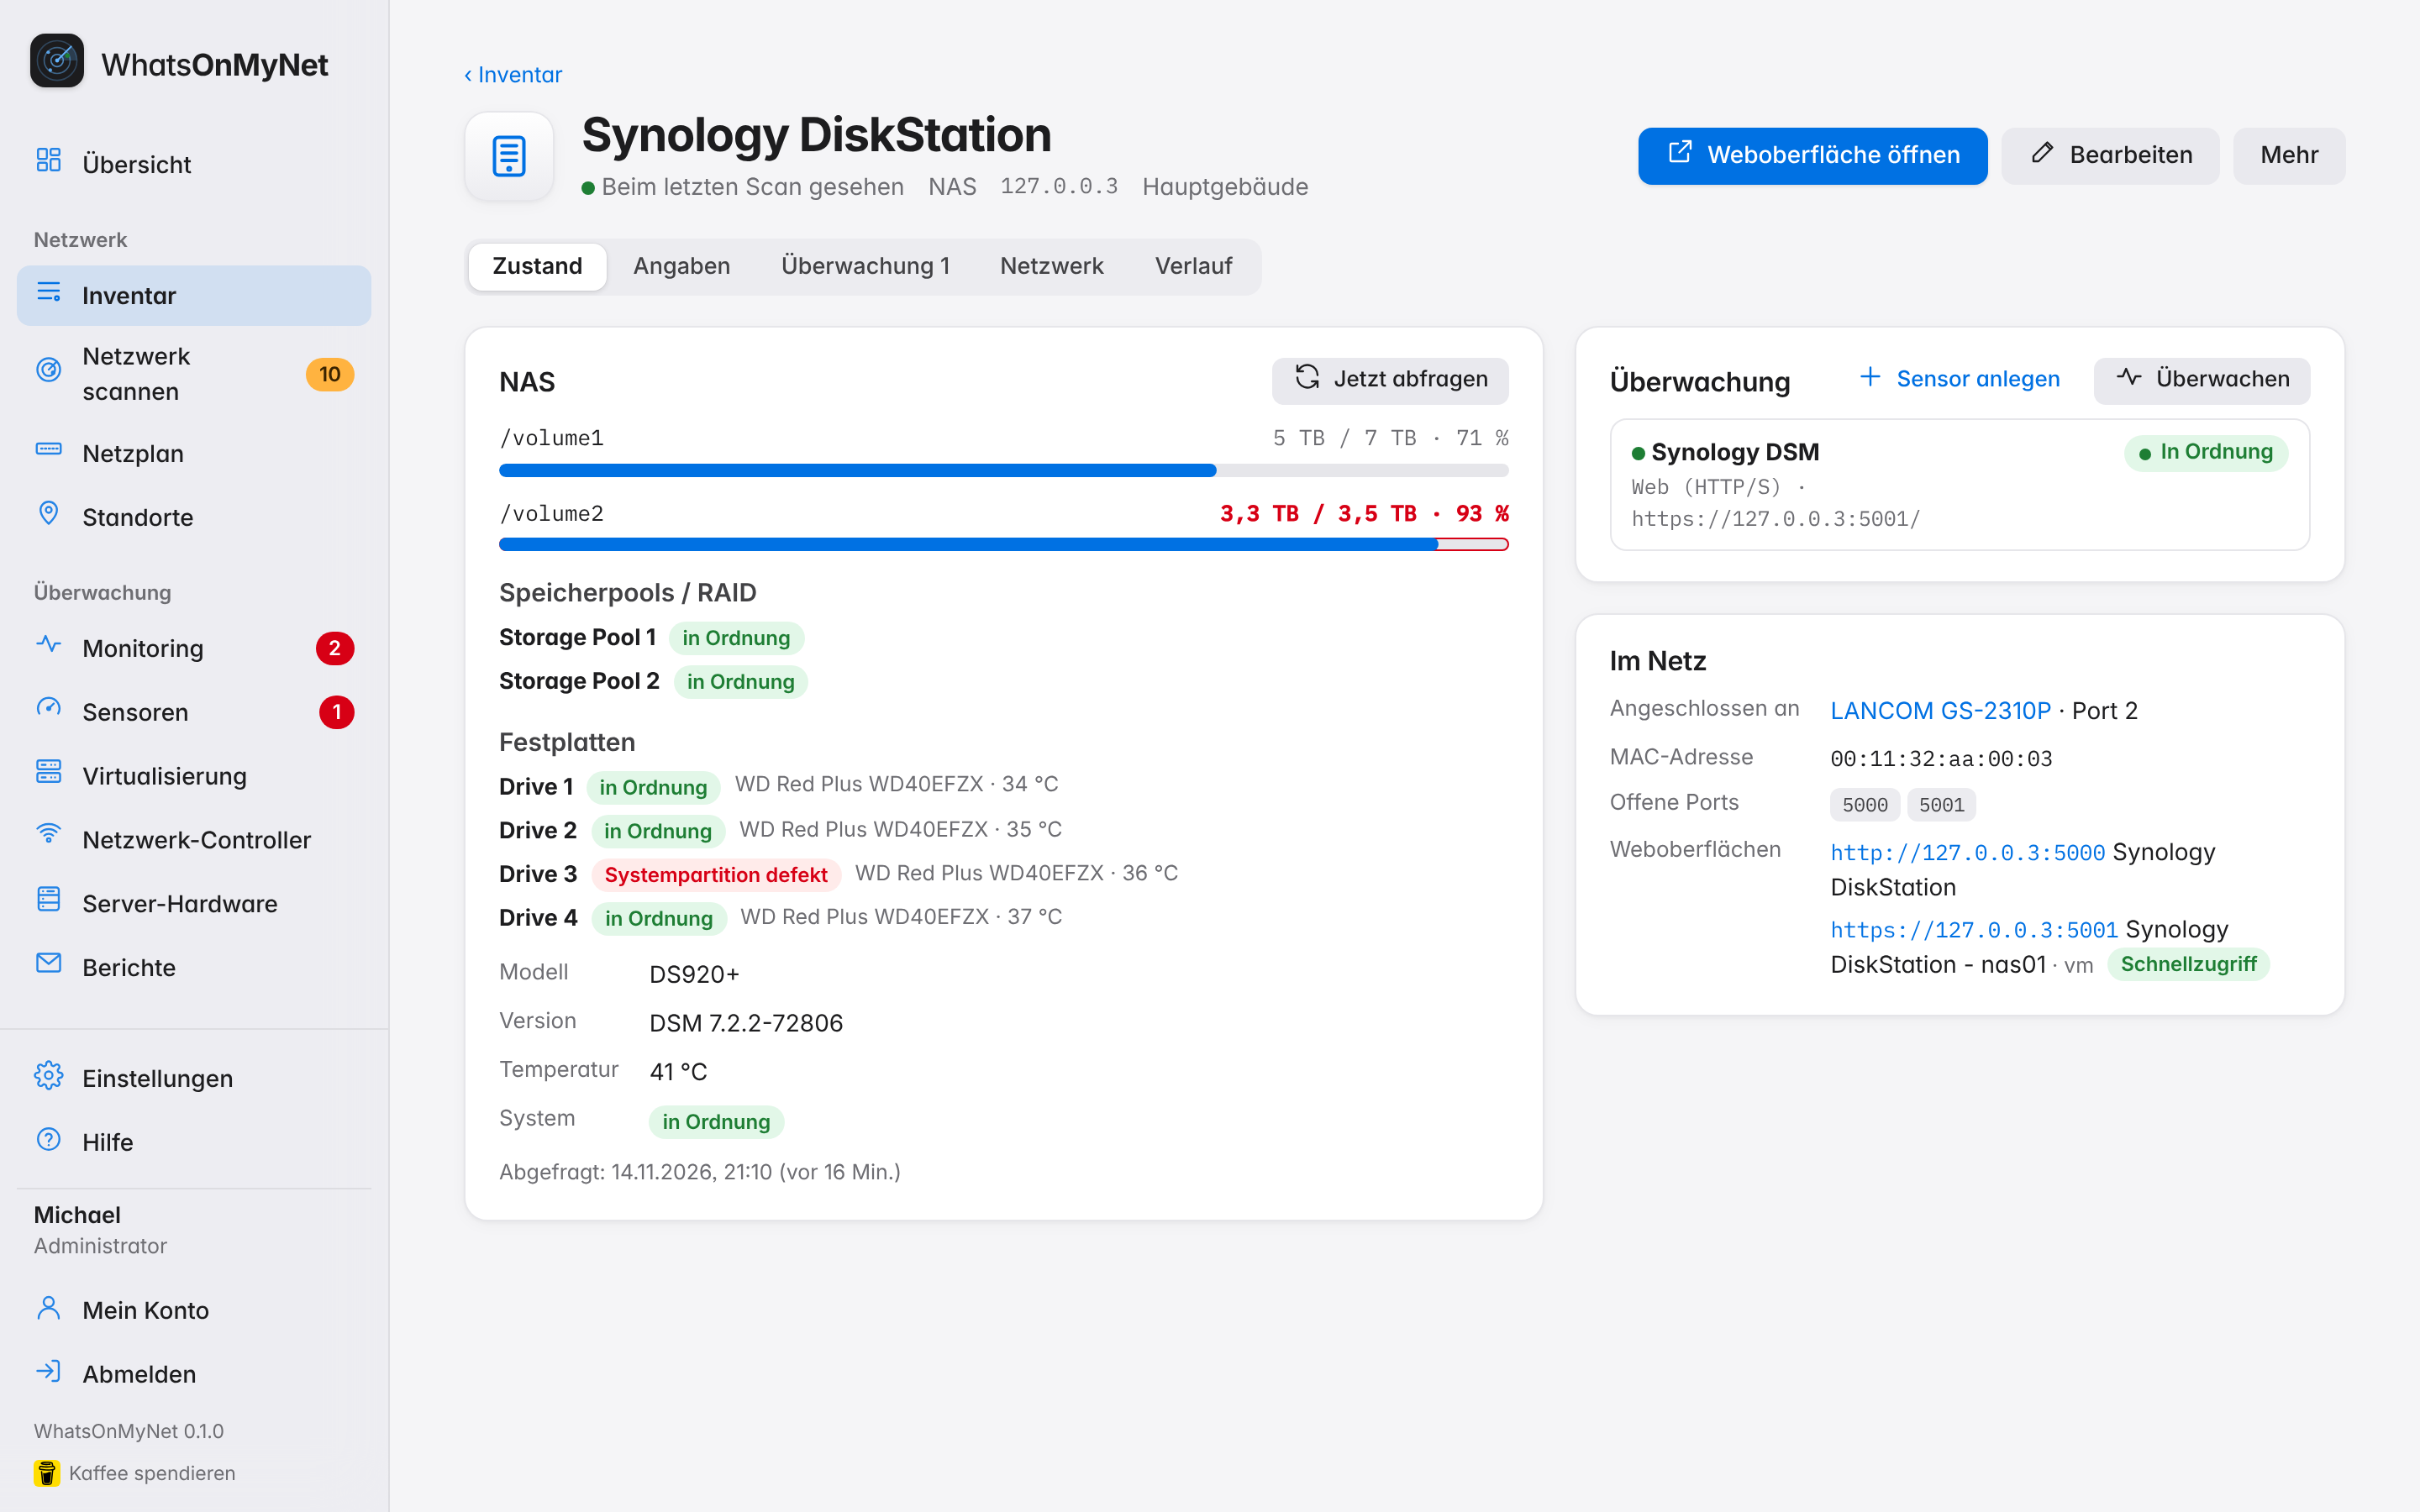 WhatsOnMyNet
Übersicht
Netzwerk
Inventar
Netzwerk
scannen
10
Netzplan
Standorte
Überwachung
Monitoring 2
Sensoren 1
Virtualisierung
Netzwerk-Controller
Server-Hardware
Berichte
Einstellungen
Hilfe
Michael
Administrator
Mein Konto
Abmelden
WhatsOnMyNet 0.1.0
Kaffee spendieren
‹ Inventar
Synology DiskStation
Beim letzten Scan gesehen NAS 127.0.0.3 Hauptgebäude
Weboberfläche öffnen Bearbeiten Mehr
Zustand Angaben Überwachung 1 Netzwerk Verlauf
NAS Jetzt abfragen
/volume1 5 TB / 7 TB · 71 %
/volume2 3,3 TB / 3,5 TB · 93 %
Speicherpools / RAID
Storage Pool 1 in Ordnung
Storage Pool 2 in Ordnung
Festplatten
Drive 1 in Ordnung WD Red Plus WD40EFZX · 34 °C
Drive 2 in Ordnung WD Red Plus WD40EFZX · 35 °C
Drive 3 Systempartition defekt WD Red Plus WD40EFZX · 36 °C
Drive 4 in Ordnung WD Red Plus WD40EFZX · 37 °C
Modell DS920+
Version DSM 7.2.2-72806
Temperatur 41 °C
System in Ordnung
Abgefragt: 14.11.2026, 21:10 (vor 16 Min.)
Überwachung + Sensor anlegen Überwachen
Synology DSM In Ordnung
Web (HTTP/S) ·
https://127.0.0.3:5001/
Im Netz
Angeschlossen an LANCOM GS-2310P · Port 2
MAC-Adresse 00:11:32:aa:00:03
Offene Ports 5000 5001
Weboberflächen http://127.0.0.3:5000 Synology
DiskStation
https://127.0.0.3:5001 Synology
DiskStation - nas01 · vm Schnellzugriff